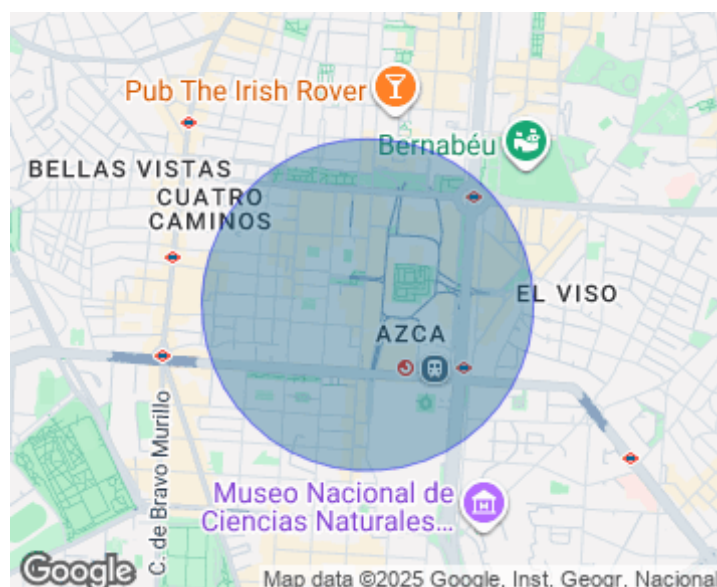 Pub The Irish Rover
Bernabéu
BELLAS VISTAS
CUATRO
CAMINOS
EL VISO
AZCA
C. de Bravo Murillo
Museo Nacional de
Ciencias Naturales...
Google
Map data ©2025 Google, Inst. Geogr. Nacional